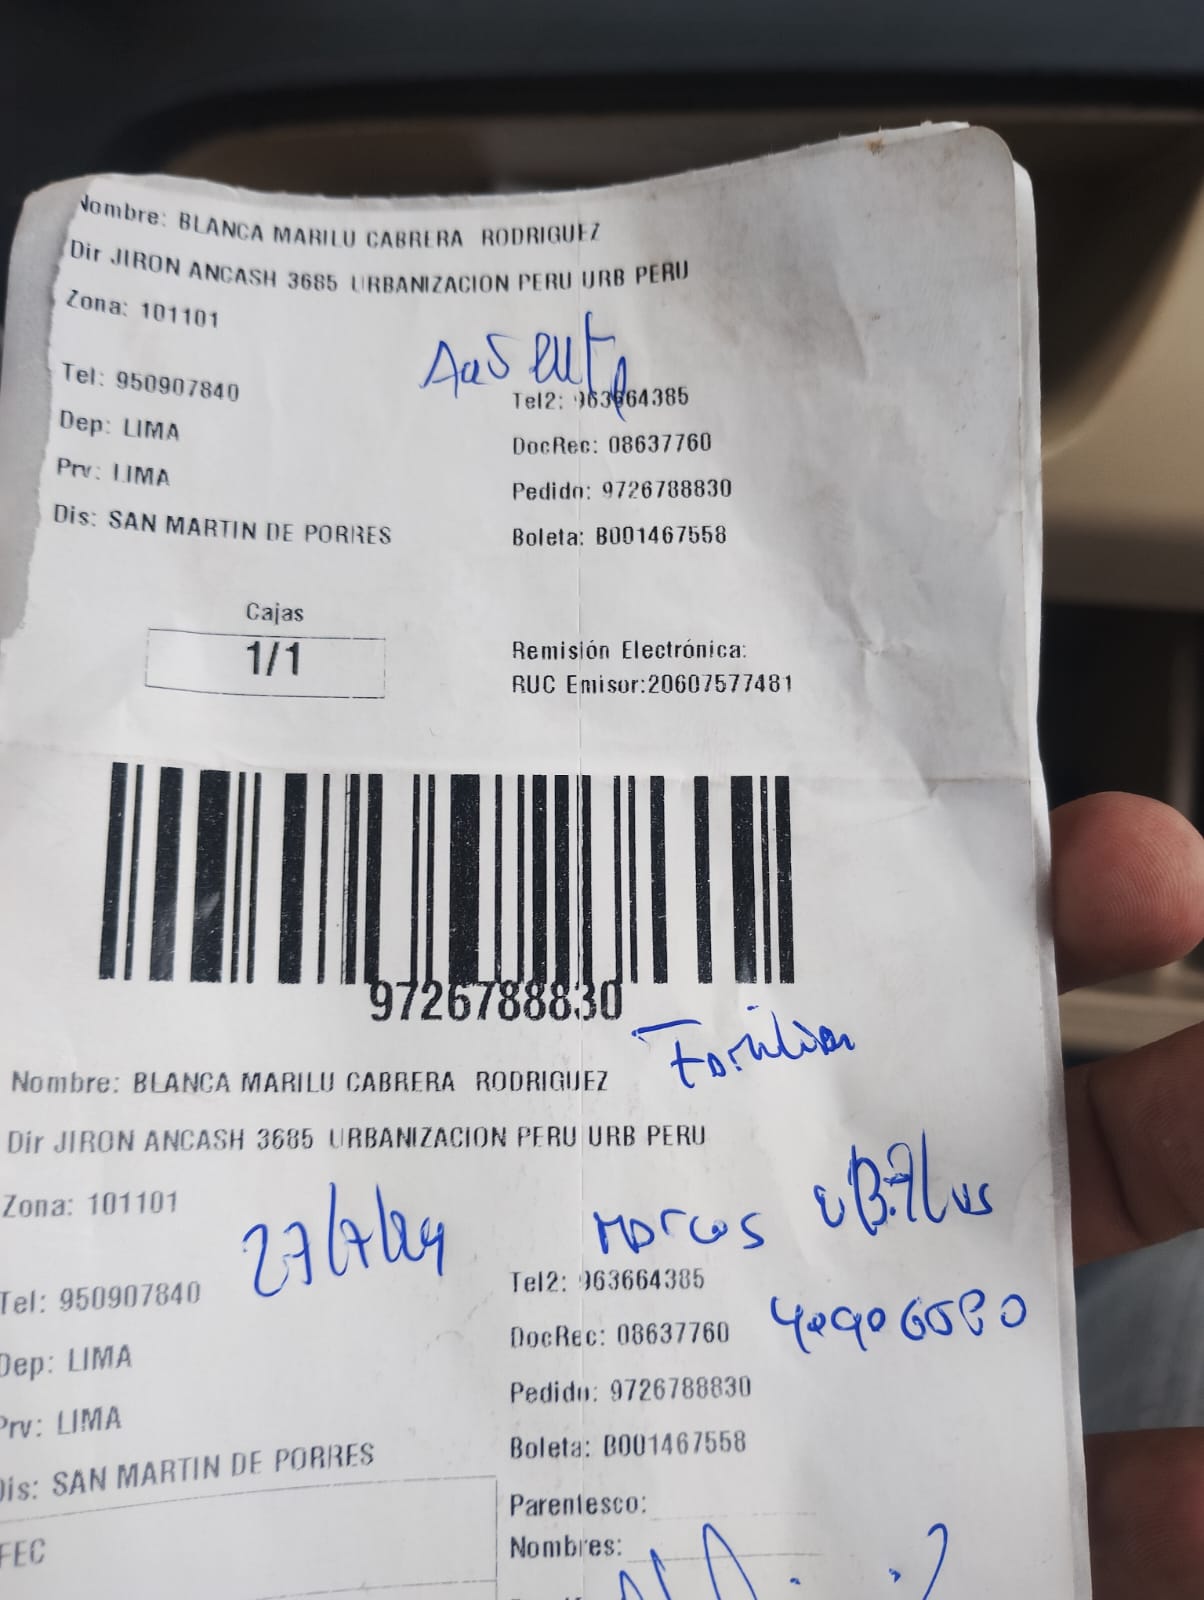 Nombre: BLANCA MARILU CABRERA RODRIGUEZ
Dir JIRON ANCASH 3685 URBANIZACION PERU URB PERU
Zona: 101101
Ausente
Tel: 950907840
Tel2: 963664385
Dep: LIMA
DocRec: 08637760
Prv: LIMA
Pedido: 9726788830
Dis: SAN MARTIN DE PORRES
Boleta: B001467558
Cajas
1/1
Remisión Electrónica:
RUC Emisor:20607577481
9726788830
Familiar
Nombre: BLANCA MARILU CABRERA RODRIGUEZ
Dir JIRON ANCASH 3685 URBANIZACION PERU URB PERU
Zona: 101101
27/7/24
Marcos
Tel: 950907840
Tel2: 963664385
Dep: LIMA
DocRec: 08637760
Prv: LIMA
Pedido: 9726788830
Dis: SAN MARTIN DE PORRES
Boleta: B001467558
Parentesco:
FEC
Nombres: